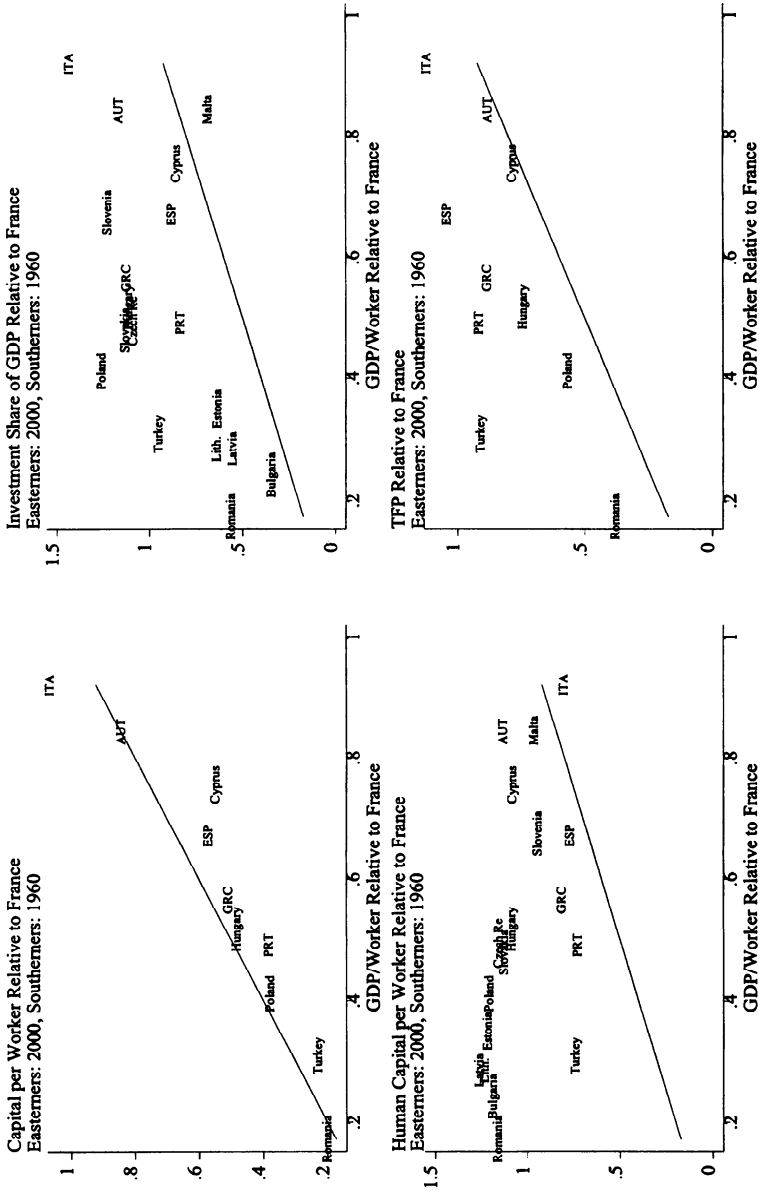 Capital per Worker Relative to France
Easterners: 2000, Southerners: 1960
1
.8
.6
.4
.2
ITA
AUT
Cyprus
ESP
GRC
Hungary
PRT
Poland
Turkey
Romania
.2
.4
.6
.8
1
GDP/Worker Relative to France
Investment Share of GDP Relative to France
Easterners: 2000, Southerners: 1960
1.5
1
.5
0
ITA
Poland
Slovenia
AUT
Slovakia
Hungary
GRC
Czech Re
Turkey
PRT
ESP
Cyprus
Malta
Lith.
Estonia
Latvia
Romania
Bulgaria
.2
.4
.6
.8
1
GDP/Worker Relative to France
Human Capital per Worker Relative to France
Easterners: 2000, Southerners: 1960
1.5
1
.5
0
Latvia
Lith.
Estonia
Poland
Bulgaria
Romania
Czech Re
Slovakia
Hungary
Cyprus
AUT
Slovenia
Malta
GRC
ITA
ESP
PRT
Turkey
.2
.4
.6
.8
1
GDP/Worker Relative to France
TFP Relative to France
Easterners: 2000, Southerners: 1960
1
.5
0
ITA
ESP
Turkey
PRT
GRC
AUT
Cyprus
Hungary
Poland
Romania
.2
.4
.6
.8
1
GDP/Worker Relative to France